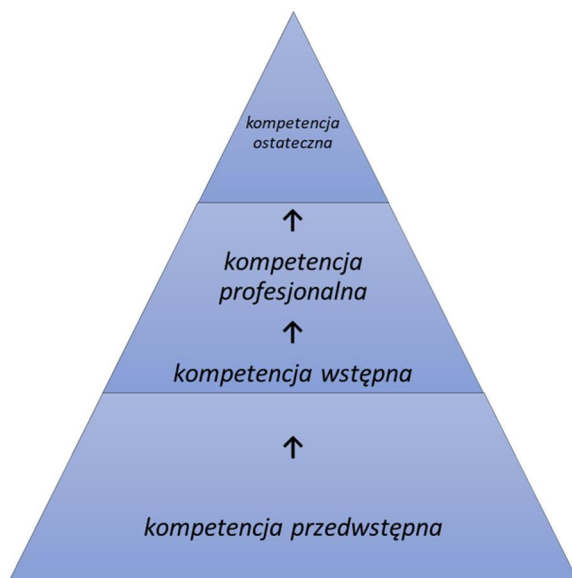 kompetencja
ostateczna
↑
kompetencja
profesjonalna
↑
kompetencja wstępna
↑
kompetencja przedwstępna